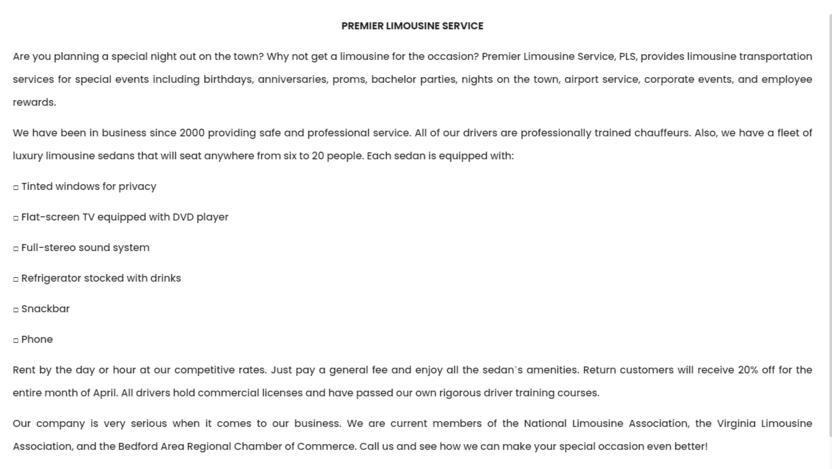 PREMIER LIMOUSINE SERVICE
Are you planning a special night out on the town? Why not get a limousine for the occasion? Premier Limousine Service, PLS, provides limousine transportation
services for special events including birthdays, anniversaries, proms, bachelor parties, nights on the town, airport service, corporate events, and employee
rewards.
We have been in business since 2000 providing safe and professional service. All of our drivers are professionally trained chauffeurs. Also, we have a fleet of
luxury limousine sedans that will seat anywhere from six to 20 people. Each sedan is equipped with:
□ Tinted windows for privacy
□ Flat-screen TV equipped with DVD player
□ Full-stereo sound system
□ Refrigerator stocked with drinks
□ Snackbar
□ Phone
Rent by the day or hour at our competitive rates. Just pay a general fee and enjoy all the sedan`s amenities. Return customers will receive 20% off for the
entire month of April. All drivers hold commercial licenses and have passed our own rigorous driver training courses.
Our company is very serious when it comes to our business. We are current members of the National Limousine Association, the Virginia Limousine
Association, and the Bedford Area Regional Chamber of Commerce. Call us and see how we can make your special occasion even better!